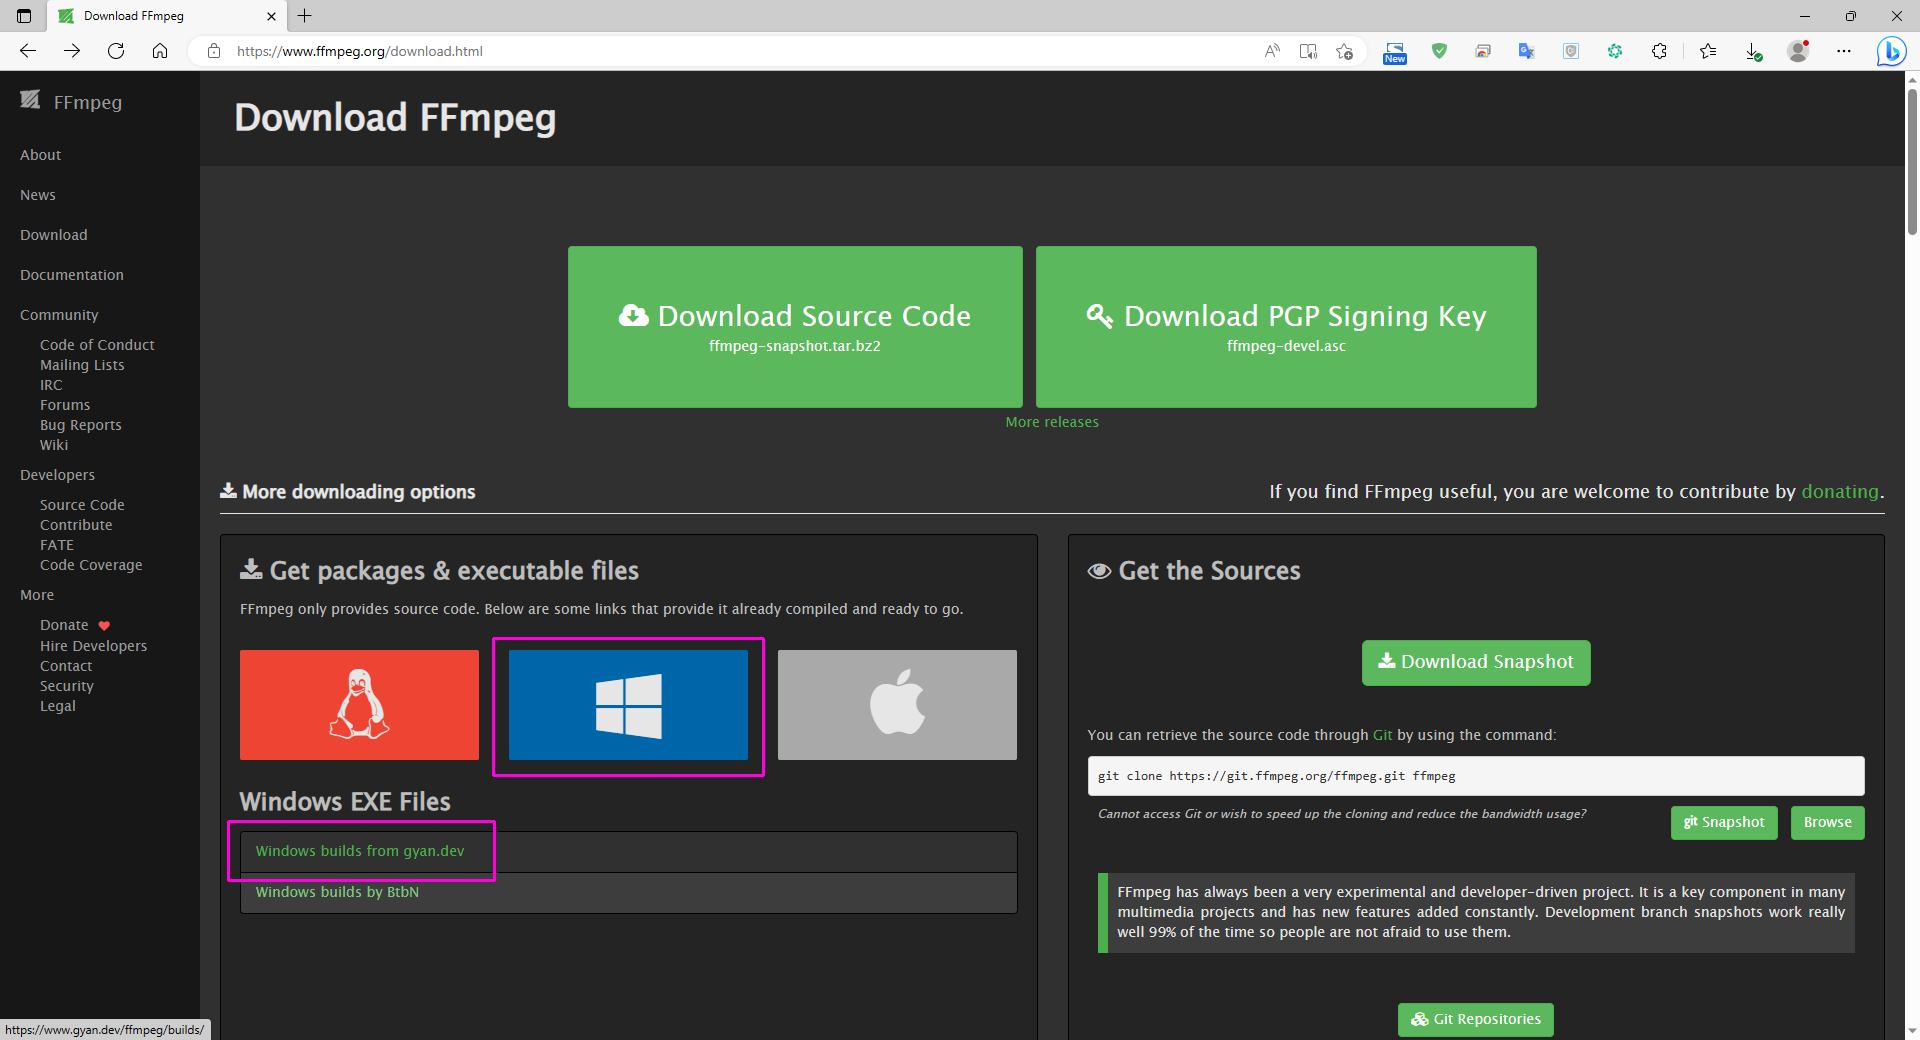 Download FFmpeg
https://www.ffmpeg.org/download.html
New
FFmpeg
About
News
Download
Documentation
Community
Code of Conduct
Mailing Lists
IRC
Forums
Bug Reports
Wiki
Developers
Source Code
Contribute
FATE
Code Coverage
More
Donate
Hire Developers
Contact
Security
Legal
Download FFmpeg
Download Source Code
ffmpeg-snapshot.tar.bz2
Download PGP Signing Key
ffmpeg-devel.asc
More releases
More downloading options
If you find FFmpeg useful, you are welcome to contribute by donating.
Get packages & executable files
FFmpeg only provides source code. Below are some links that provide it already compiled and ready to go.
Windows EXE Files
Windows builds from gyan.dev
Windows builds by BtbN
Get the Sources
Download Snapshot
You can retrieve the source code through Git by using the command:
git clone https://git.ffmpeg.org/ffmpeg.git ffmpeg
Cannot access Git or wish to speed up the cloning and reduce the bandwidth usage?
git Snapshot
Browse
FFmpeg has always been a very experimental and developer-driven project. It is a key component in many
multimedia projects and has new features added constantly. Development branch snapshots work really
well 99% of the time so people are not afraid to use them.
Git Repositories
https://www.gyan.dev/ffmpeg/builds/